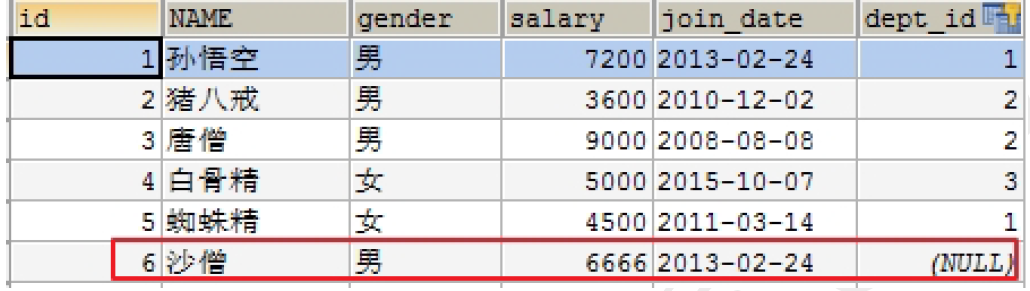 id NAME gender salary join_date dept_id
1 孙悟空 男 7200 2013-02-24 1
2 猪八戒 男 3600 2010-12-02 2
3 唐僧 男 9000 2008-08-08 2
4 白骨精 女 5000 2015-10-07 3
5 蜘蛛精 女 4500 2011-03-14 1
6 沙僧 男 6666 2013-02-24 (NULL)